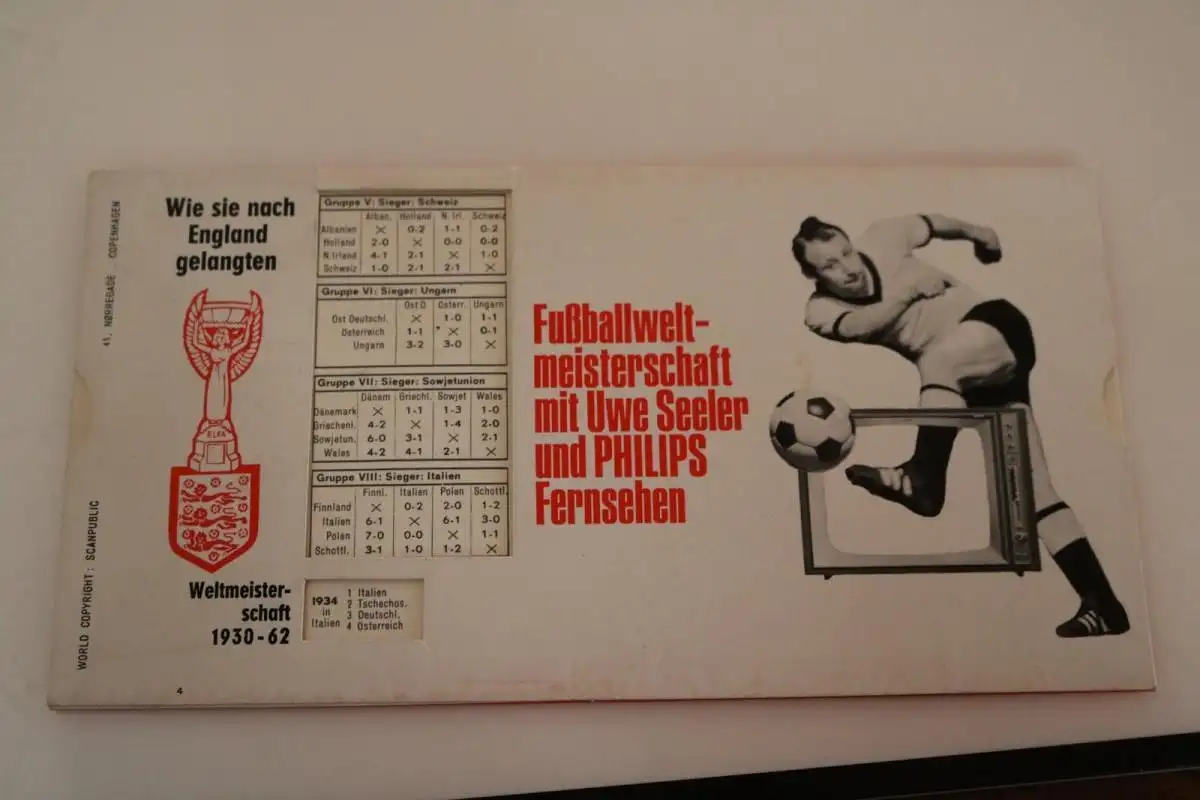 41, NØRREGADE · COPENHAGEN
WORLD COPYRIGHT: SCANPUBLIC
Wie sie nach
England
gelangten
ELFA
Weltmeister-
schaft
1930-62
4
Gruppe V: Sieger: Schweiz
Alban. Holland N. Irl. Schweiz
Albanien × 0-2 1-1 0-2
Holland 2-0 × 0-0 0-0
N. Irland 4-1 2-1 × 1-0
Schweiz 1-0 2-1 2-1 ×
Gruppe VI: Sieger: Ungarn
Ost D. Österr. Ungarn
Ost Deutschl. × 1-0 1-1
Österreich 1-1 × 0-1
Ungarn 3-2 3-0 ×
Gruppe VII: Sieger: Sowjetunion
Dänem Griechl. Sowjet Wales
Dänemark × 1-1 1-3 1-0
Griechenl. 4-2 × 1-4 2-0
Sowjetun. 6-0 3-1 × 2-1
Wales 4-2 4-1 2-1 ×
Gruppe VIII: Sieger: Italien
Finnl. Italien Polen Schottl.
Finnland × 0-2 2-0 1-2
Italien 6-1 × 6-1 3-0
Polen 7-0 0-0 × 1-1
Schottl. 3-1 1-0 1-2 ×
1934 in Italien
1 Italien
2 Tschechos.
3 Deutschl.
4 Österreich
Fußballwelt-
meisterschaft
mit Uwe Seeler
und PHILIPS
Fernsehen